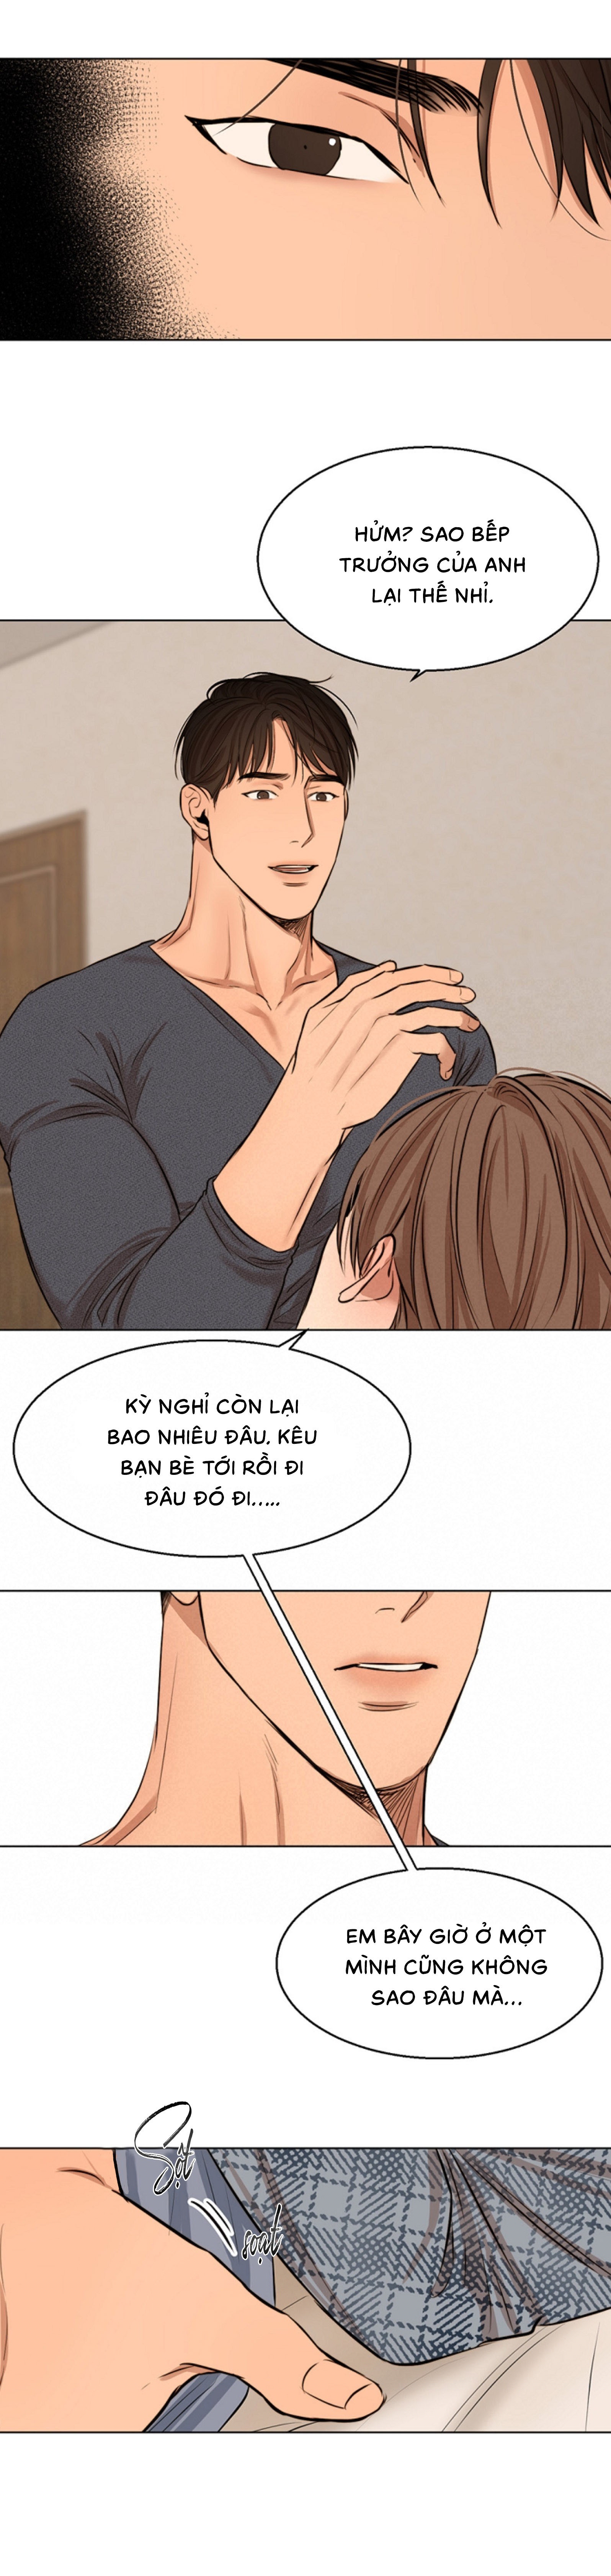 HỬM? SAO BẾP
TRƯỞNG CỦA ANH
LẠI THẾ NHỈ.
KỲ NGHỈ CÒN LẠI
BAO NHIÊU ĐÂU. KÊU
BẠN BÈ TỚI RỒI ĐI
ĐÂU ĐÓ ĐI.....
EM BÂY GIỜ Ở MỘT
MÌNH CŨNG KHÔNG
SAO ĐÂU MÀ...
Sột
soạt